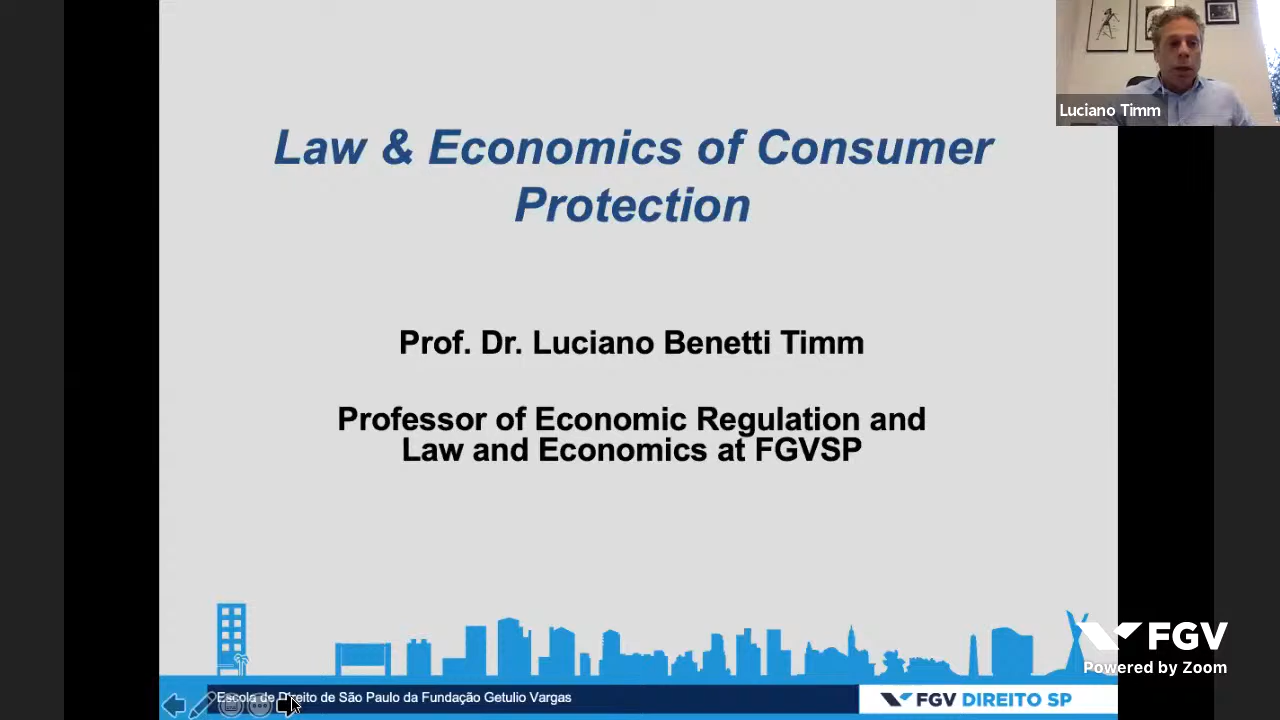 Luciano Timm
Law & Economics of Consumer
Protection
Prof. Dr. Luciano Benetti Timm
Professor of Economic Regulation and
Law and Economics at FGVSP
FGV
Powered by Zoom
Escola de Direito de São Paulo da Fundação Getulio Vargas
FGV DIREITO SP